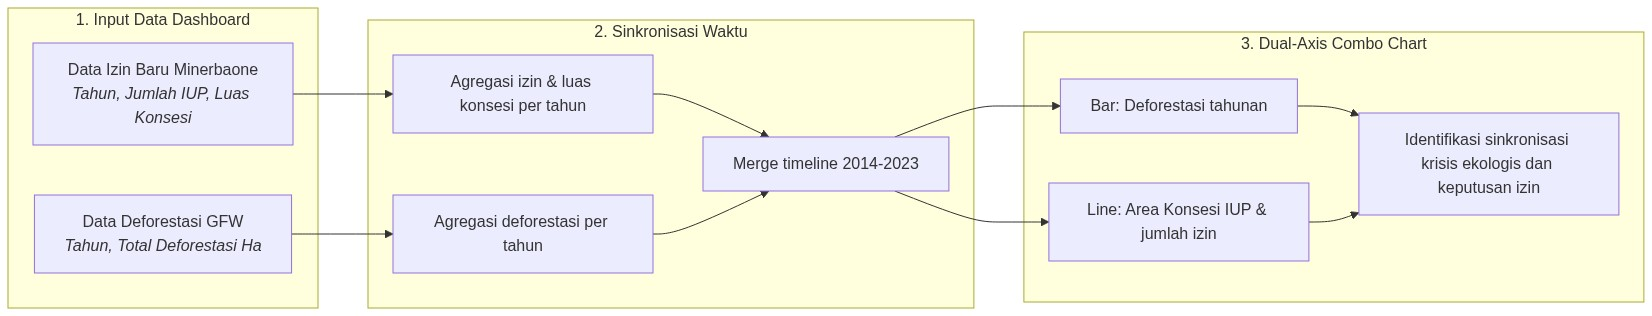 1. Input Data Dashboard
Data Izin Baru Minerbaone
Tahun, Jumlah IUP, Luas
Konsesi
Data Deforestasi GFW
Tahun, Total Deforestasi Ha
2. Sinkronisasi Waktu
Agregasi izin & luas
konsesi per tahun
Agregasi deforestasi per
tahun
Merge timeline 2014-2023
3. Dual-Axis Combo Chart
Bar: Deforestasi tahunan
Line: Area Konsesi IUP &
jumlah izin
Identifikasi sinkronisasi
krisis ekologis dan
keputusan izin